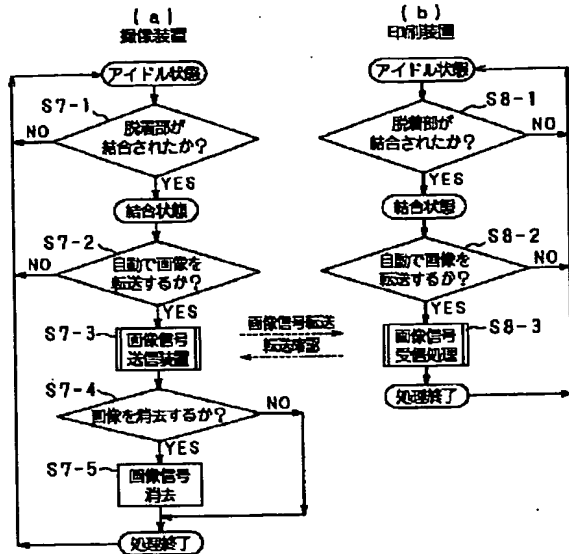 (a)
撮像装置
アイドル状態
S7-1
脱着部が
結合されたか?
NO
YES
結合状態
S7-2
自動で画像を
転送するか?
NO
YES
S7-3
画像信号
送信装置
S7-4
画像を消去するか?
NO
YES
S7-5
画像信号
消去
処理終了
画像信号転送
転送確認
(b)
印刷装置
アイドル状態
S8-1
脱着部が
結合されたか?
NO
YES
結合状態
S8-2
自動で画像を
転送するか?
NO
YES
S8-3
画像信号
受信処理
処理終了